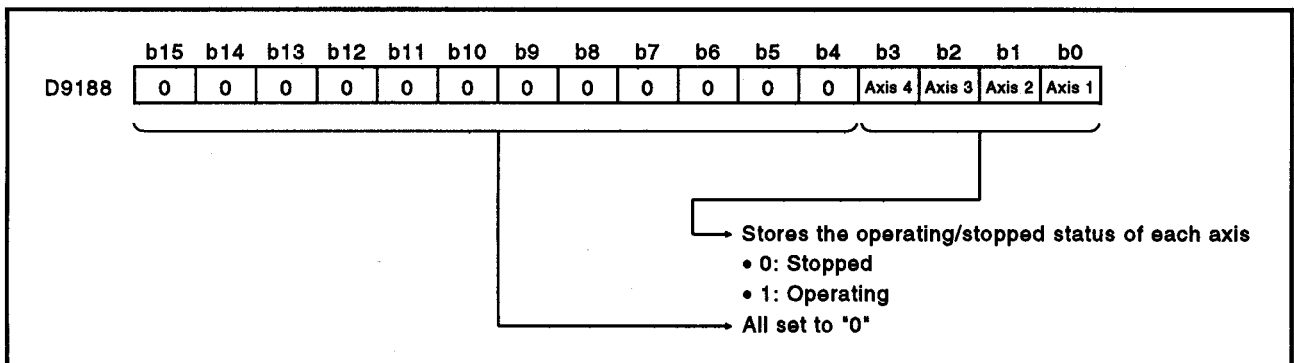 b15 b14 b13 b12 b11 b10 b9 b8 b7 b6 b5 b4 b3 b2 b1 b0
D9188 0 0 0 0 0 0 0 0 0 0 0 0 Axis 4 Axis 3 Axis 2 Axis 1
Stores the operating/stopped status of each axis
• 0: Stopped
• 1: Operating
All set to "0"